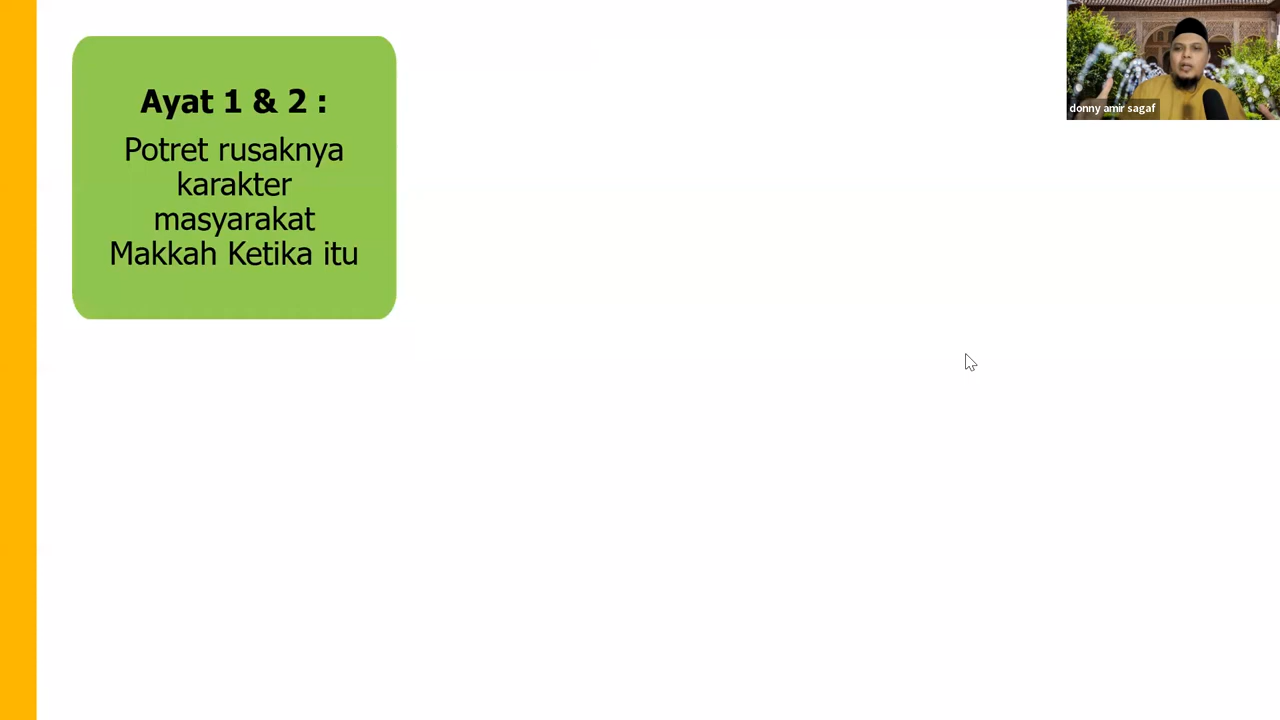 Ayat 1 & 2 :
Potret rusaknya
karakter
masyarakat
Makkah Ketika itu
donny amir sagaf